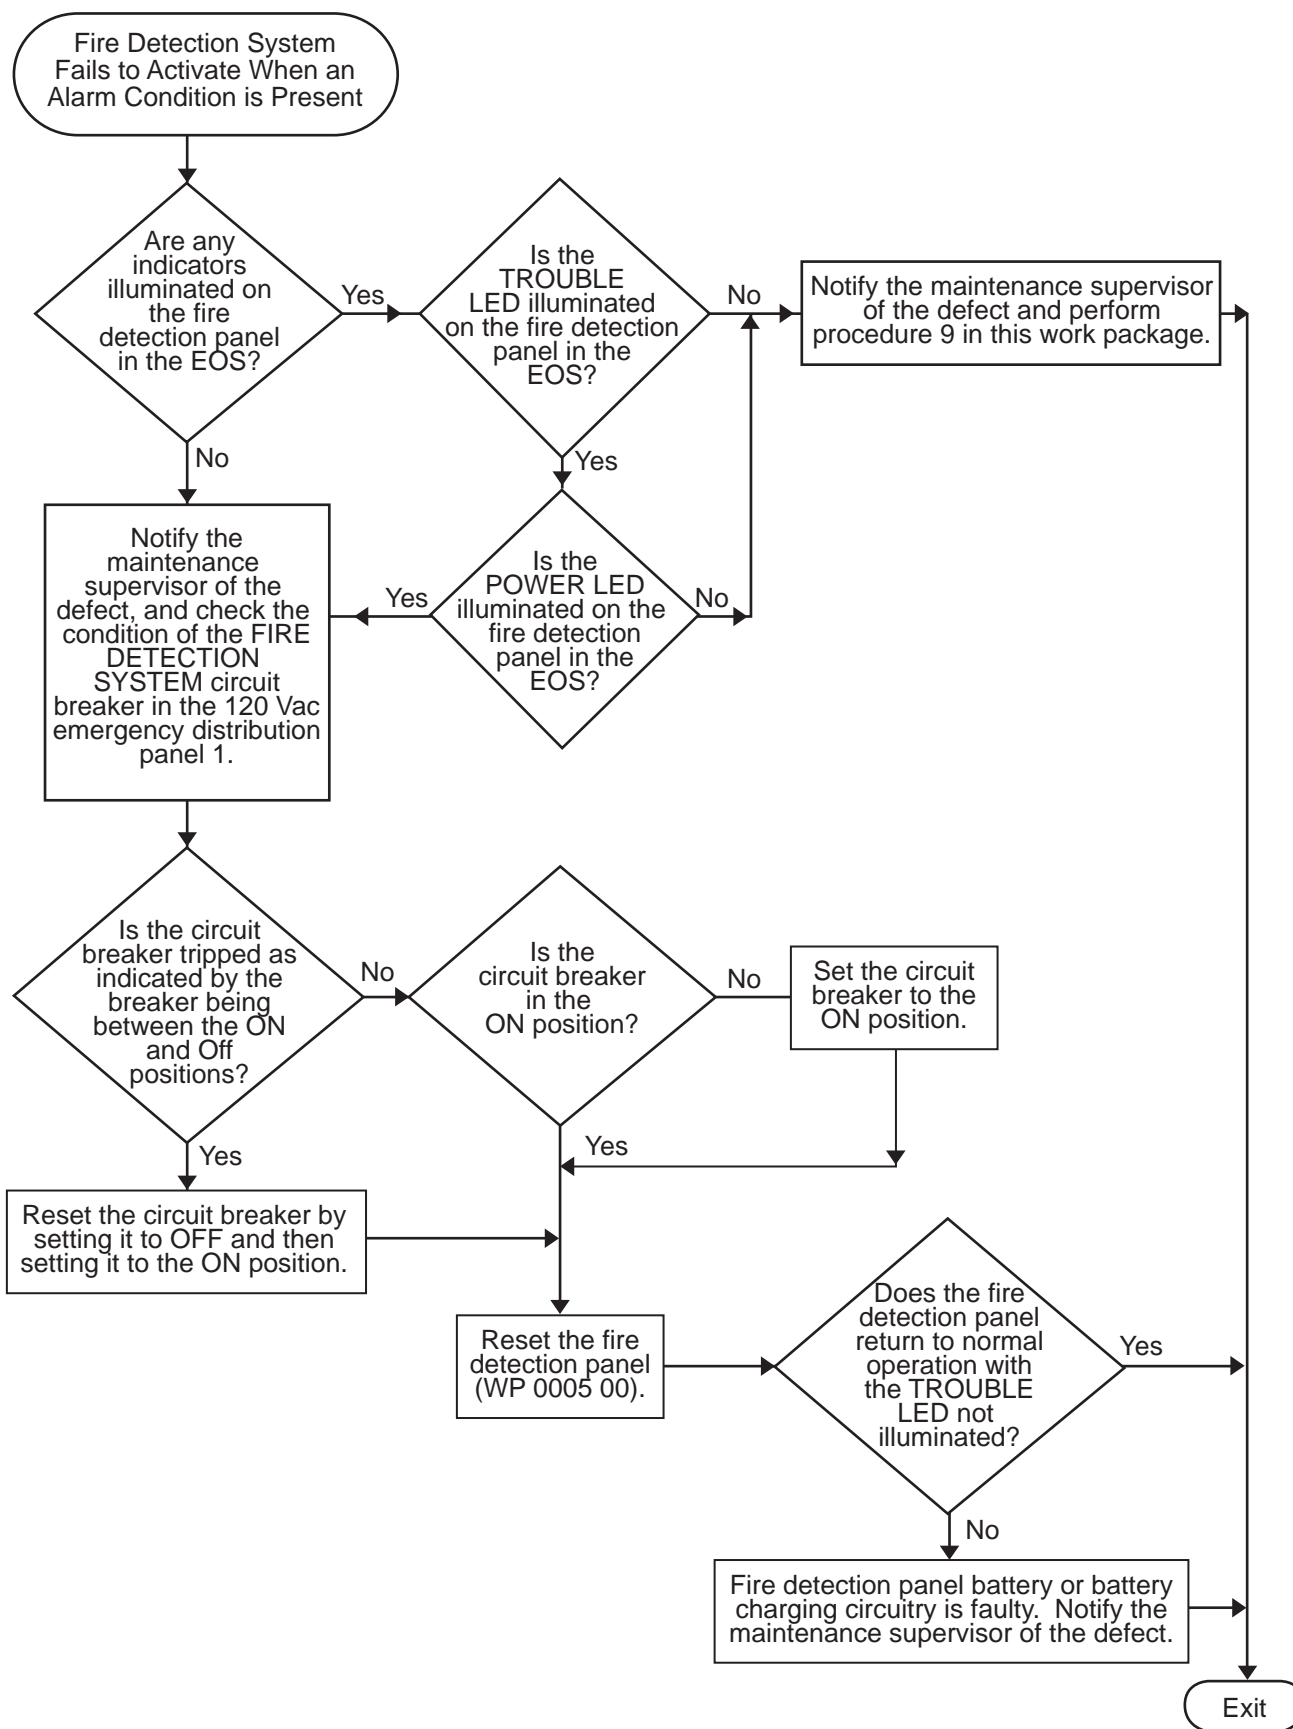 Fire Detection System
Fails to Activate When an
Alarm Condition is Present
Are any
indicators
illuminated on
the fire
detection panel
in the EOS?
Yes
No
Is the
TROUBLE
LED illuminated
on the fire detection
panel in the
EOS?
No
Yes
Notify the maintenance supervisor
of the defect and perform
procedure 9 in this work package.
Notify the
maintenance
supervisor of the
defect, and check the
condition of the FIRE
DETECTION
SYSTEM circuit
breaker in the 120 Vac
emergency distribution
panel 1.
Yes
Is the
POWER LED
illuminated on the
fire detection
panel in the
EOS?
No
Is the circuit
breaker tripped as
indicated by the
breaker being
between the ON
and Off
positions?
No
Yes
Is the
circuit breaker
in the
ON position?
No
Yes
Set the circuit
breaker to the
ON position.
Reset the circuit breaker by
setting it to OFF and then
setting it to the ON position.
Reset the fire
detection panel
(WP 0005 00).
Does the fire
detection panel
return to normal
operation with
the TROUBLE
LED not
illuminated?
Yes
No
Fire detection panel battery or battery
charging circuitry is faulty.  Notify the
maintenance supervisor of the defect.
Exit